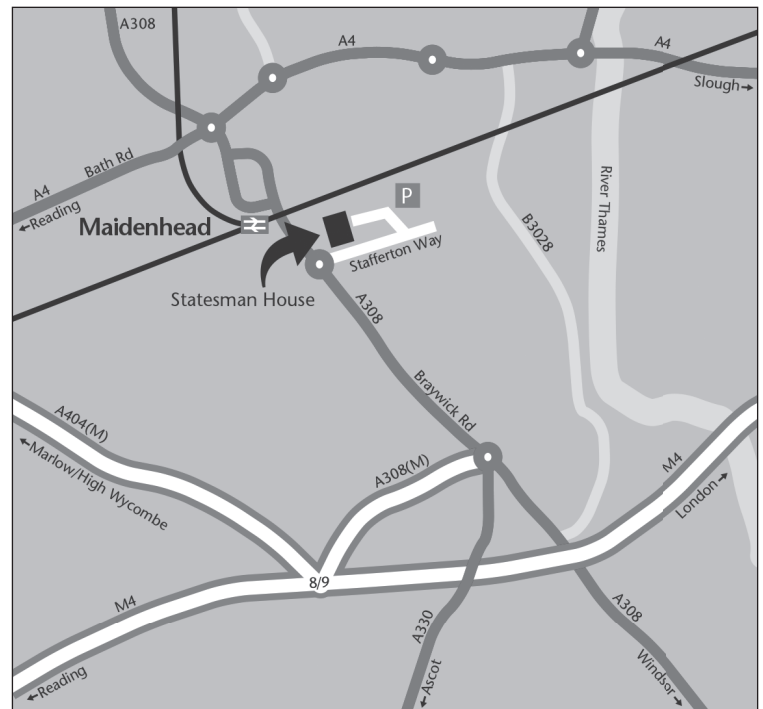 A308
A4
A4
Slough
Bath Rd
A4
Reading
River Thames
P
Maidenhead
B3028
Stafferton Way
Statesman House
A308
Braywick Rd
A404(M)
Marlow/High Wycombe
A308(M)
M4
London
8/9
M4
A330
A308
Reading
Ascot
Windsor